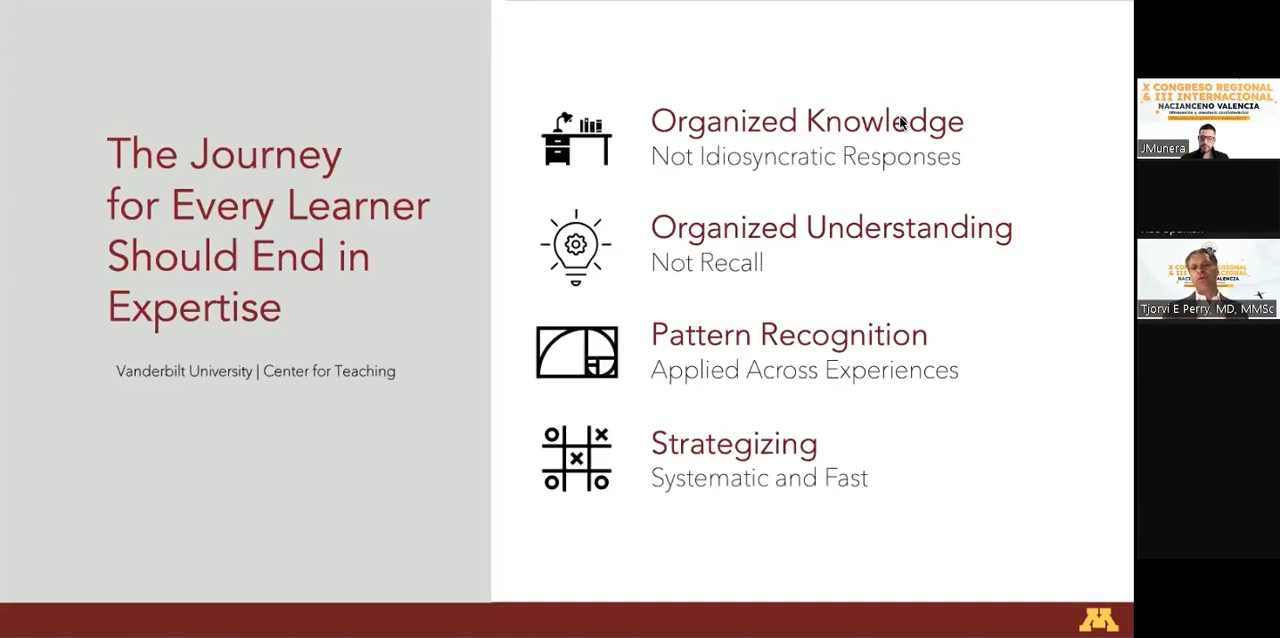 The Journey
for Every Learner
Should End in
Expertise
Vanderbilt University | Center for Teaching
Organized Knowledge
Not Idiosyncratic Responses
Organized Understanding
Not Recall
Pattern Recognition
Applied Across Experiences
Strategizing
Systematic and Fast
X CONGRESO REGIONAL
& III INTERNACIONAL
NACIANCENO VALENCIA
JMunera
Tjorvi E Perry, MD, MMSc
M